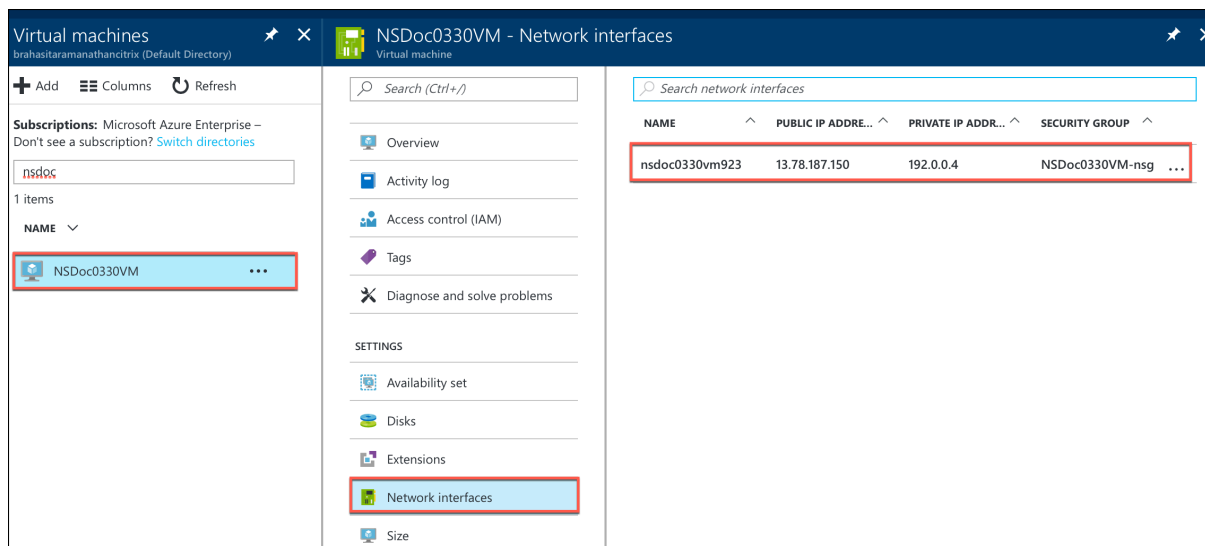 Virtual machines
brahasitaramanathancitrix (Default Directory)
Add Columns Refresh
Subscriptions: Microsoft Azure Enterprise –
Don't see a subscription? Switch directories
nsdoc
1 items
NAME
NSDoc0330VM
NSDoc0330VM - Network interfaces
Virtual machine
Search (Ctrl+/)
Overview
Activity log
Access control (IAM)
Tags
Diagnose and solve problems
SETTINGS
Availability set
Disks
Extensions
Network interfaces
Size
Search network interfaces
NAME PUBLIC IP ADDRE... PRIVATE IP ADDR... SECURITY GROUP
nsdoc0330vm923 13.78.187.150 192.0.0.4 NSDoc0330VM-nsg ...